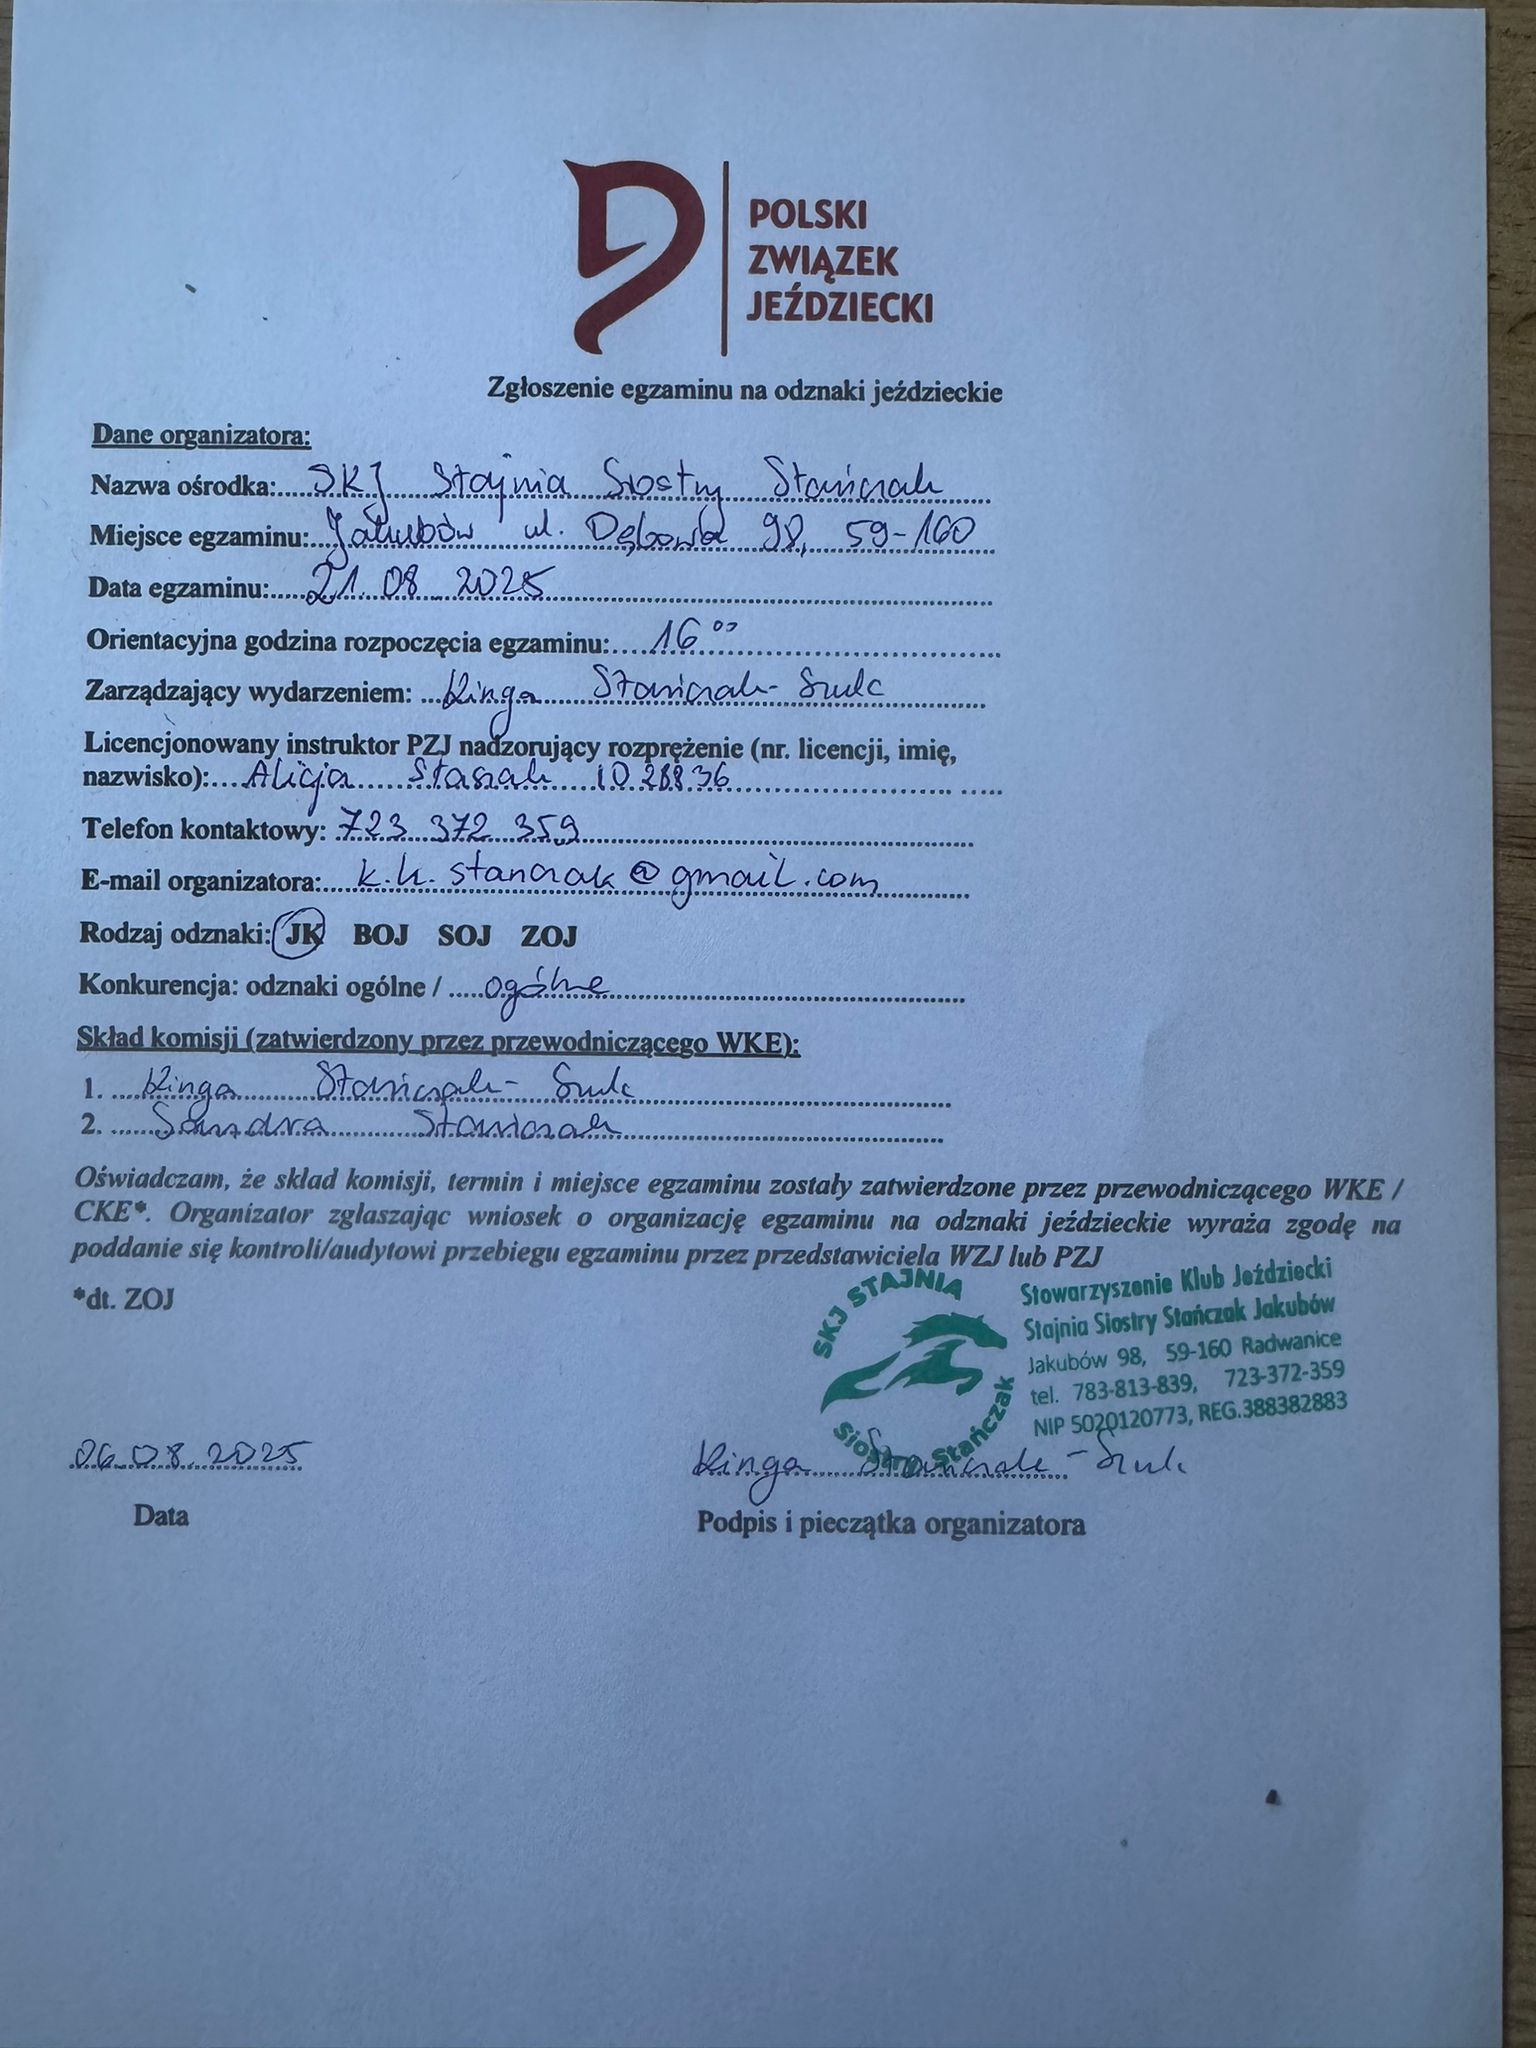 POLSKI
ZWIĄZEK
JEŹDZIECKI
Zgłoszenie egzaminu na odznaki jeździeckie
Dane organizatora:
Nazwa ośrodka: SKJ Stajnia Siostry Stańczak
Miejsce egzaminu: Jakubów ul. Dębowa 98, 59-160
Data egzaminu: 21.08.2025
Orientacyjna godzina rozpoczęcia egzaminu: 16⁰⁰
Zarządzający wydarzeniem: Kinga Stańczak-Szulc
Licencjonowany instruktor PZJ nadzorujący rozprężenie (nr. licencji, imię,
nazwisko): Alicja ID 28836
Telefon kontaktowy: 723 372 359
E-mail organizatora: k.k.stanczak@gmail.com
Rodzaj odznaki: JK BOJ SOJ ZOJ
Konkurencja: odznaki ogólne / ogólne
Skład komisji (zatwierdzony przez przewodniczącego WKE):
1. Kinga Stańczak-Szulc
2. Sandra Stańczak
Oświadczam, że skład komisji, termin i miejsce egzaminu zostały zatwierdzone przez przewodniczącego WKE /
CKE*. Organizator zgłaszając wniosek o organizację egzaminu na odznaki jeździeckie wyraża zgodę na
poddanie się kontroli/audytowi przebiegu egzaminu przez przedstawiciela WZJ lub PZJ
*dt. ZOJ
SKJ STAJNIA
Siostry Stańczak
Stowarzyszenie Klub Jeździecki
Stajnia Siostry Stańczak Jakubów
Jakubów 98, 59-160 Radwanice
tel. 783-813-839, 723-372-359
NIP 5020120773, REG.388382883
06.08.2025
Kinga Stańczak-Szulc
Data
Podpis i pieczątka organizatora